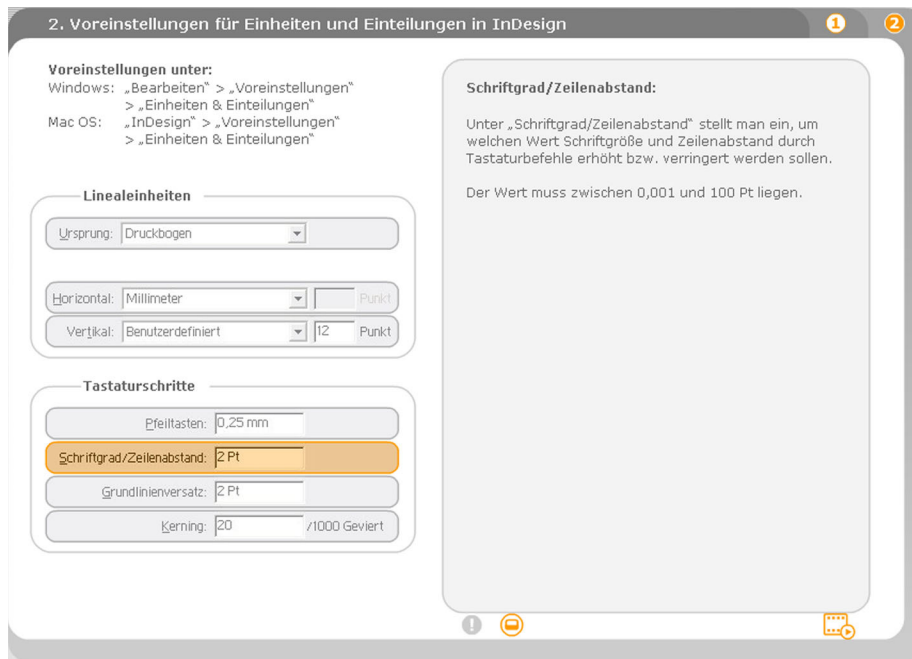 2. Voreinstellungen für Einheiten und Einteilungen in InDesign
1
2
Voreinstellungen unter:
Windows: „Bearbeiten“ > „Voreinstellungen“
> „Einheiten & Einteilungen“
Mac OS: „InDesign“ > „Voreinstellungen“
> „Einheiten & Einteilungen“
Linealeinheiten
Ursprung: Druckbogen
Horizontal: Millimeter Punkt
Vertikal: Benutzerdefiniert 12 Punkt
Tastaturschritte
Pfeiltasten: 0,25 mm
Schriftgrad/Zeilenabstand: 2 Pt
Grundlinienversatz: 2 Pt
Kerning: 20 /1000 Geviert
Schriftgrad/Zeilenabstand:
Unter „Schriftgrad/Zeilenabstand“ stellt man ein, um
welchen Wert Schriftgröße und Zeilenabstand durch
Tastaturbefehle erhöht bzw. verringert werden sollen.
Der Wert muss zwischen 0,001 und 100 Pt liegen.